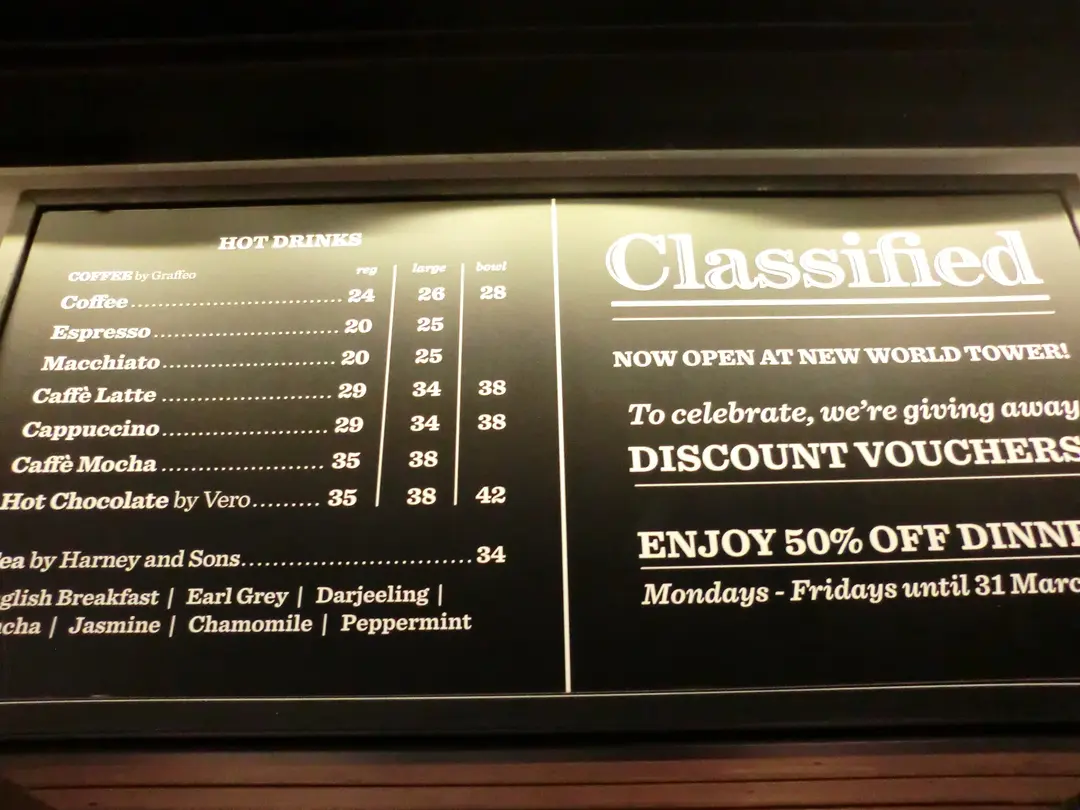 HOT DRINKS
COFFEE by Graffeo reg large bowl
Coffee 24 26 28
Espresso 20 25
Macchiato 20 25
Caffè Latte 29 34 38
Cappuccino 29 34 38
Caffè Mocha 35 38
Hot Chocolate by Vero 35 38 42
by Harney and Sons 34
Breakfast | Earl Grey | Darjeeling |
| Jasmine | Chamomile | Peppermint
Classified
NOW OPEN AT NEW WORLD TOWER!
To celebrate, we're giving away
DISCOUNT VOUCHERS
ENJOY 50% OFF
Mondays - Fridays until 31